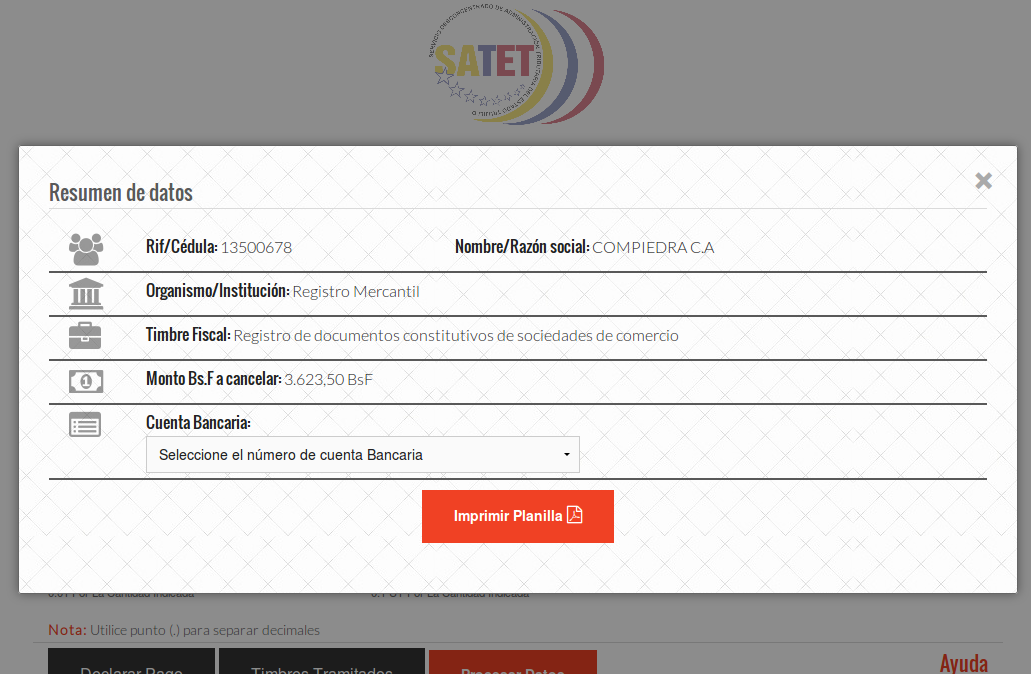 SERVICIO DESCONCENTRADO DE ADMINISTRACIÓN TRIBUTARIA DEL ESTADO TRUJILLO
SATET
Resumen de datos
Rif/Cédula: 13500678 Nombre/Razón social: COMPIEDRA C.A
Organismo/Institución: Registro Mercantil
Timbre Fiscal: Registro de documentos constitutivos de sociedades de comercio
Monto Bs.F a cancelar: 3.623,50 BsF
Cuenta Bancaria:
Seleccione el número de cuenta Bancaria
Imprimir Planilla
Por La Cantidad Indicada Por La Cantidad Indicada
Nota: Utilice punto (.) para separar decimales
Declarar Pago Timbres Tramitados Procesar Datos Ayuda